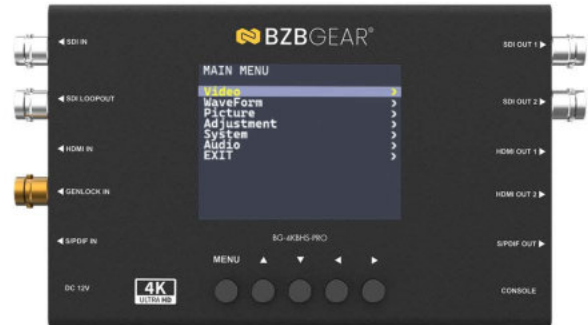 BZBGEAR®
SDI IN
SDI LOOPOUT
HDMI IN
GENLOCK IN
S/PDIF IN
DC 12V
4K
ULTRA HD
MAIN MENU
Video >
WaveForm >
Picture >
Adjustment >
System >
Audio >
EXIT >
BG-4KBHS-PRO
MENU ▲ ▼ ◀ ▶
SDI OUT 1
SDI OUT 2
HDMI OUT 1
HDMI OUT 2
S/PDIF OUT
CONSOLE